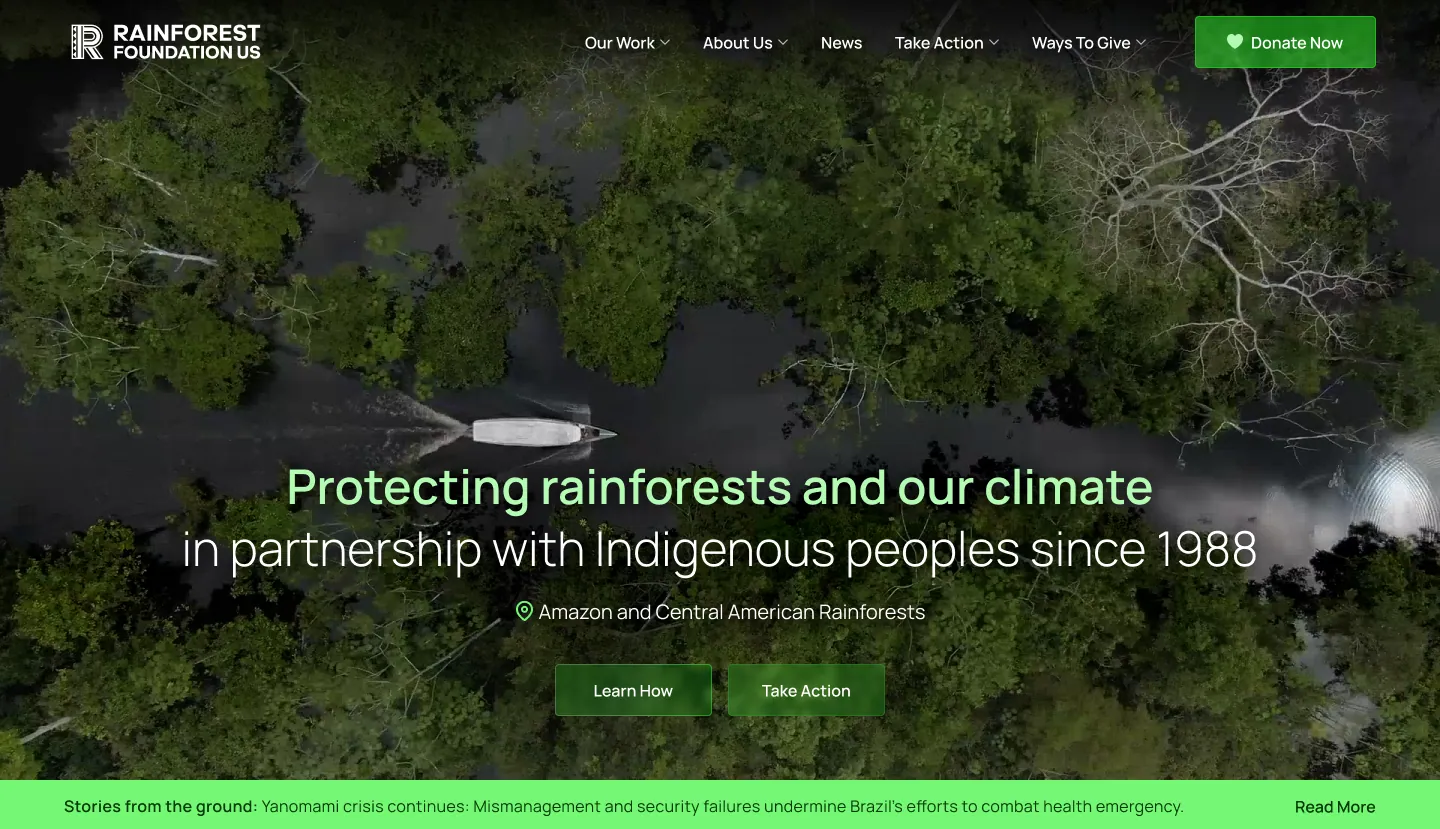 RAINFOREST
FOUNDATION US
Our Work
About Us
News
Take Action
Ways To Give
Donate Now
Protecting rainforests and our climate
in partnership with Indigenous peoples since 1988
Amazon and Central American Rainforests
Learn How
Take Action
Stories from the ground: Yanomami crisis continues: Mismanagement and security failures undermine Brazil's efforts to combat health emergency.
Read More